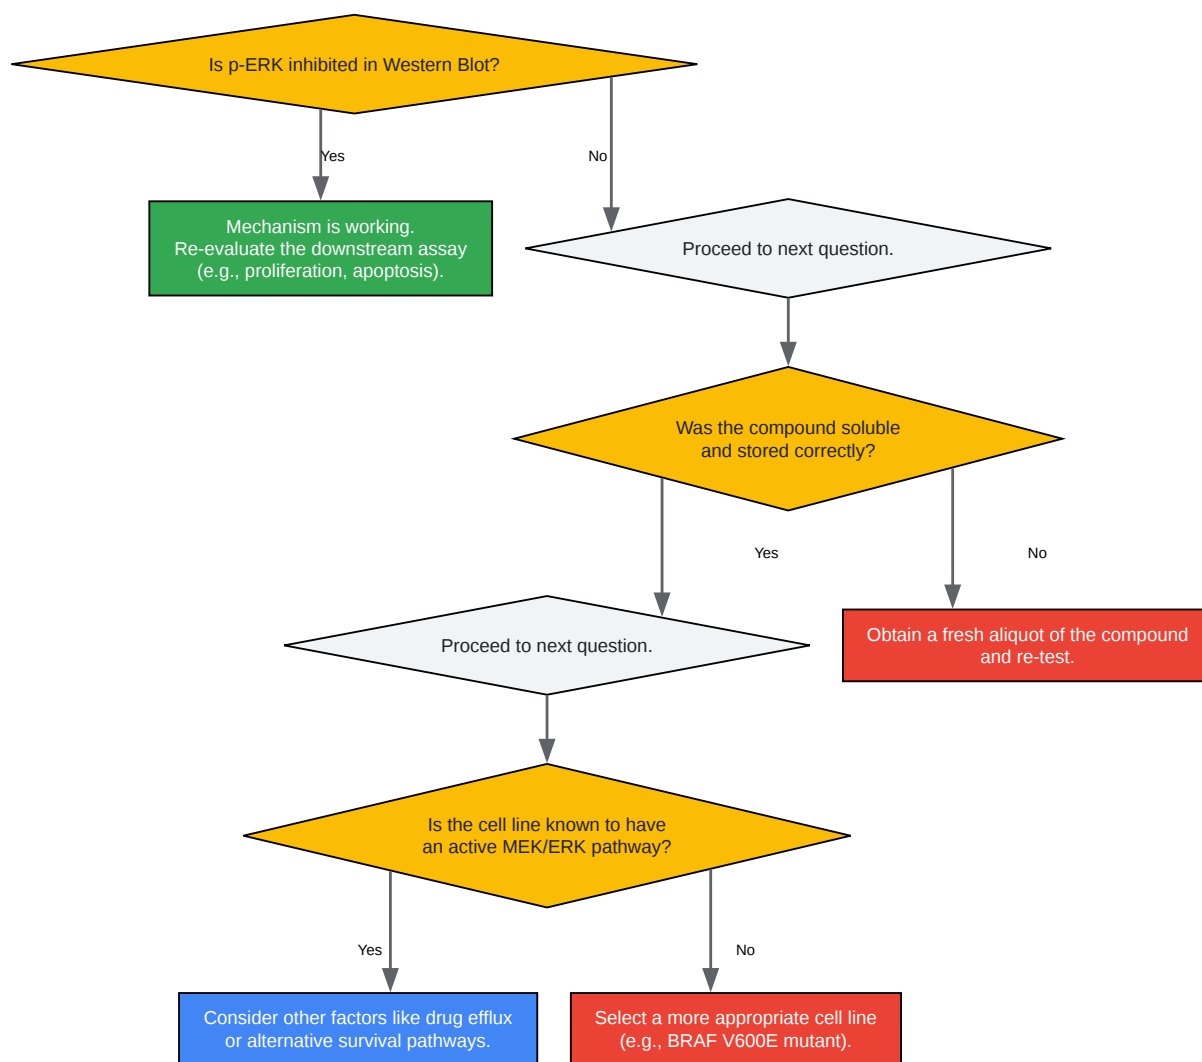 Is p-ERK inhibited in Western Blot?
Yes
No
Mechanism is working.
Re-evaluate the downstream assay
(e.g., proliferation, apoptosis).
Proceed to next question.
Was the compound soluble
and stored correctly?
Yes
No
Proceed to next question.
Obtain a fresh aliquot of the compound
and re-test.
Is the cell line known to have
an active MEK/ERK pathway?
Yes
No
Consider other factors like drug efflux
or alternative survival pathways.
Select a more appropriate cell line
(e.g., BRAF V600E mutant).